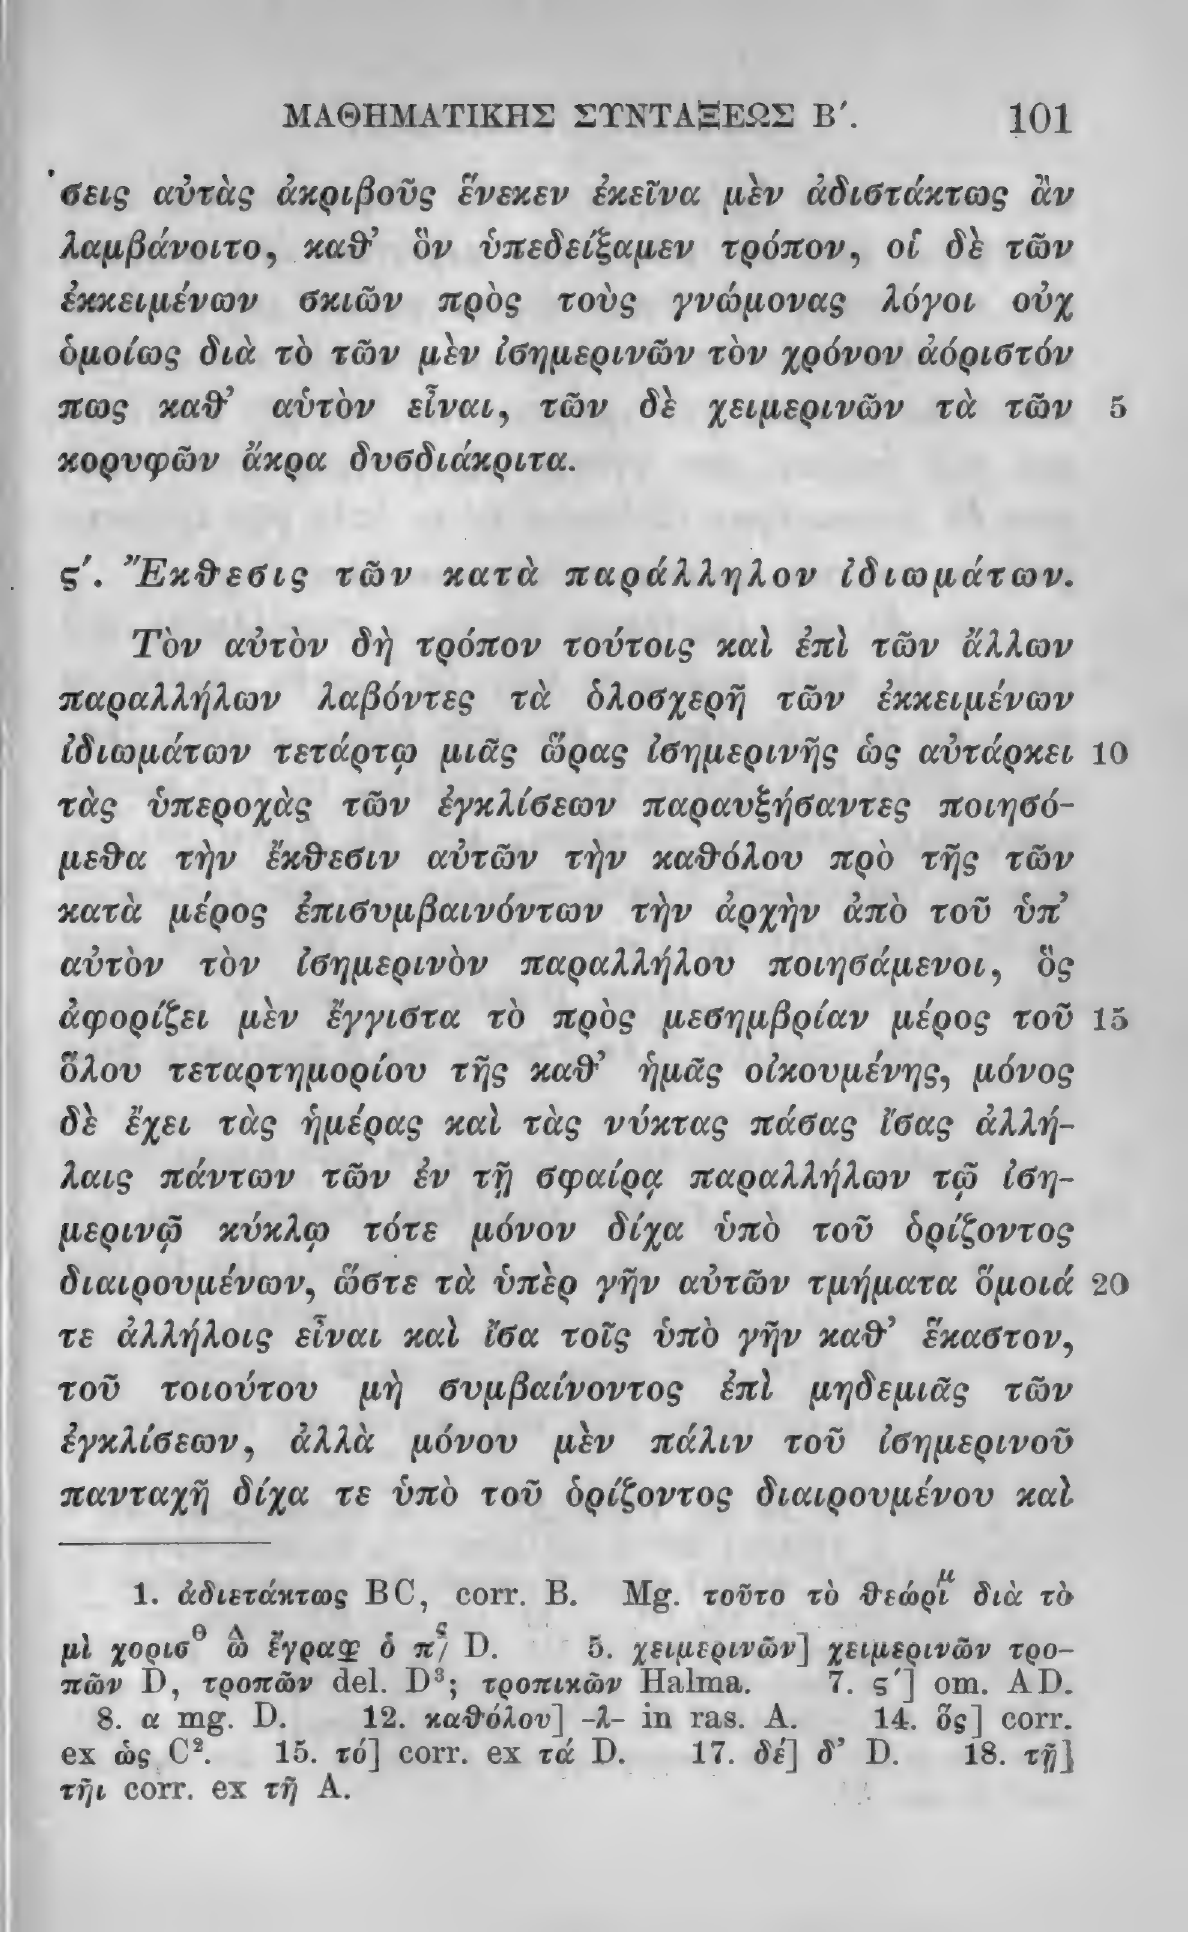 ΜΑΘΗΜΑΤΙΚΗΣ ΣΥΝΤΑΞΕΩΣ Β΄. 101
σεις αὐτὰς ἀκριβοῦς ἕνεκεν ἐκεῖνα μὲν ἀδιστάκτως ἂν
λαμβάνοιτο, καθ’ ὃν ὑπεδείξαμεν τρόπον, οἱ δὲ τῶν
ἐκκειμένων σκιῶν πρὸς τοὺς γνώμονας λόγοι οὐχ
ὁμοίως διὰ τὸ τῶν μὲν ἰσημερινῶν τὸν χρόνον ἀόριστόν
πως καθ’ αὑτὸν εἶναι, τῶν δὲ χειμερινῶν τὰ τῶν 5
κορυφῶν ἄκρα δυσδιάκριτα.
ϛ΄. Ἔκθεσις τῶν κατὰ παράλληλον ἰδιωμάτων.
Τὸν αὐτὸν δὴ τρόπον τούτοις καὶ ἐπὶ τῶν ἄλλων
παραλλήλων λαβόντες τὰ ὁλοσχερῆ τῶν ἐκκειμένων
ἰδιωμάτων τετάρτῳ μιᾶς ὥρας ἰσημερινῆς ὡς αὐτάρκει 10
τὰς ὑπεροχὰς τῶν ἐγκλίσεων παραυξήσαντες ποιησό-
μεθα τὴν ἔκθεσιν αὐτῶν τὴν καθόλου πρὸ τῆς τῶν
κατὰ μέρος ἐπισυμβαινόντων τὴν ἀρχὴν ἀπὸ τοῦ ὑπ’
αὐτὸν τὸν ἰσημερινὸν παραλλήλου ποιησάμενοι, ὃς
ἀφορίζει μὲν ἔγγιστα τὸ πρὸς μεσημβρίαν μέρος τοῦ 15
ὅλου τεταρτημορίου τῆς καθ’ ἡμᾶς οἰκουμένης, μόνος
δὲ ἔχει τὰς ἡμέρας καὶ τὰς νύκτας πάσας ἴσας ἀλλή-
λαις πάντων τῶν ἐν τῇ σφαίρᾳ παραλλήλων τῷ ἰση-
μερινῷ κύκλῳ τότε μόνον δίχα ὑπὸ τοῦ ὁρίζοντος
διαιρουμένων, ὥστε τὰ ὑπὲρ γῆν αὐτῶν τμήματα ὅμοιά 20
τε ἀλλήλοις εἶναι καὶ ἴσα τοῖς ὑπὸ γῆν καθ’ ἕκαστον,
τοῦ τοιούτου μὴ συμβαίνοντος ἐπὶ μηδεμιᾶς τῶν
ἐγκλίσεων, ἀλλὰ μόνου μὲν πάλιν τοῦ ἰσημερινοῦ
πανταχῇ δίχα τε ὑπὸ τοῦ ὁρίζοντος διαιρουμένου καὶ
1. ἀδιετάκτως BC, corr. B. Mg. τοῦτο τὸ θεώρι^μ διὰ τὸ
μὶ χορισ^θ ἔγραφ ὁ D. 5. χειμερινῶν] χειμερινῶν τρο-
πῶν D, τροπῶν del. D³; τροπικῶν Halma. 7. ϛ΄] om. AD.
8. α mg. D. 12. καθόλου] -λ- in ras. A. 14. ὅς] corr.
ex ὡς C². 15. τό] corr. ex τά D. 17. δέ] δ’ D. 18. τῇ]
τῆι corr. ex τῆ A.